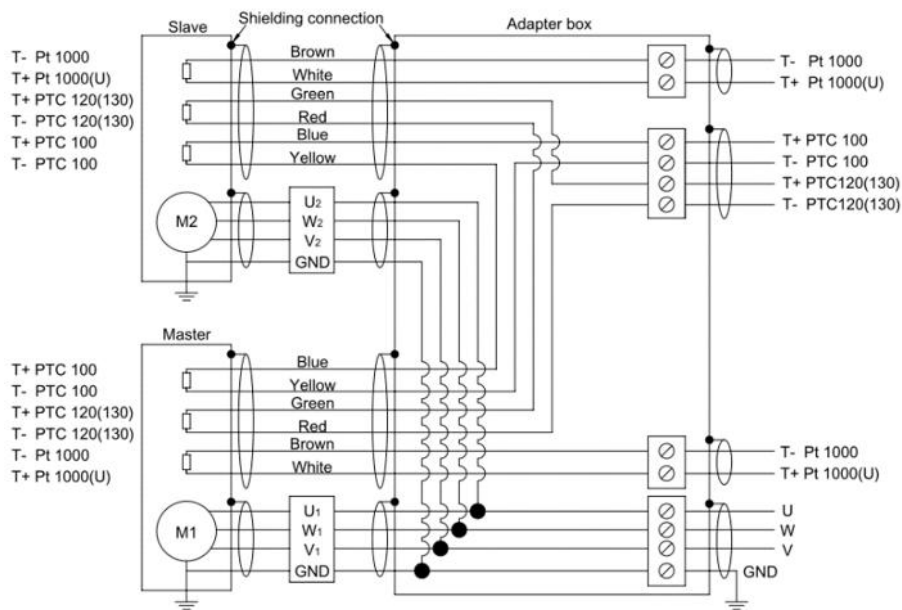 Shielding connection
Slave
Adapter box
T- Pt 1000
T+ Pt 1000(U)
T+ PTC 120(130)
T- PTC 120(130)
T+ PTC 100
T- PTC 100
Brown
White
Green
Red
Blue
Yellow
T- Pt 1000
T+ Pt 1000(U)
T+ PTC 100
T- PTC 100
T+ PTC120(130)
T- PTC120(130)
M2
U2
W2
V2
GND
Master
T+ PTC 100
T- PTC 100
T+ PTC 120(130)
T- PTC 120(130)
T- Pt 1000
T+ Pt 1000(U)
Blue
Yellow
Green
Red
Brown
White
T- Pt 1000
T+ Pt 1000(U)
M1
U1
W1
V1
GND
U
W
V
GND